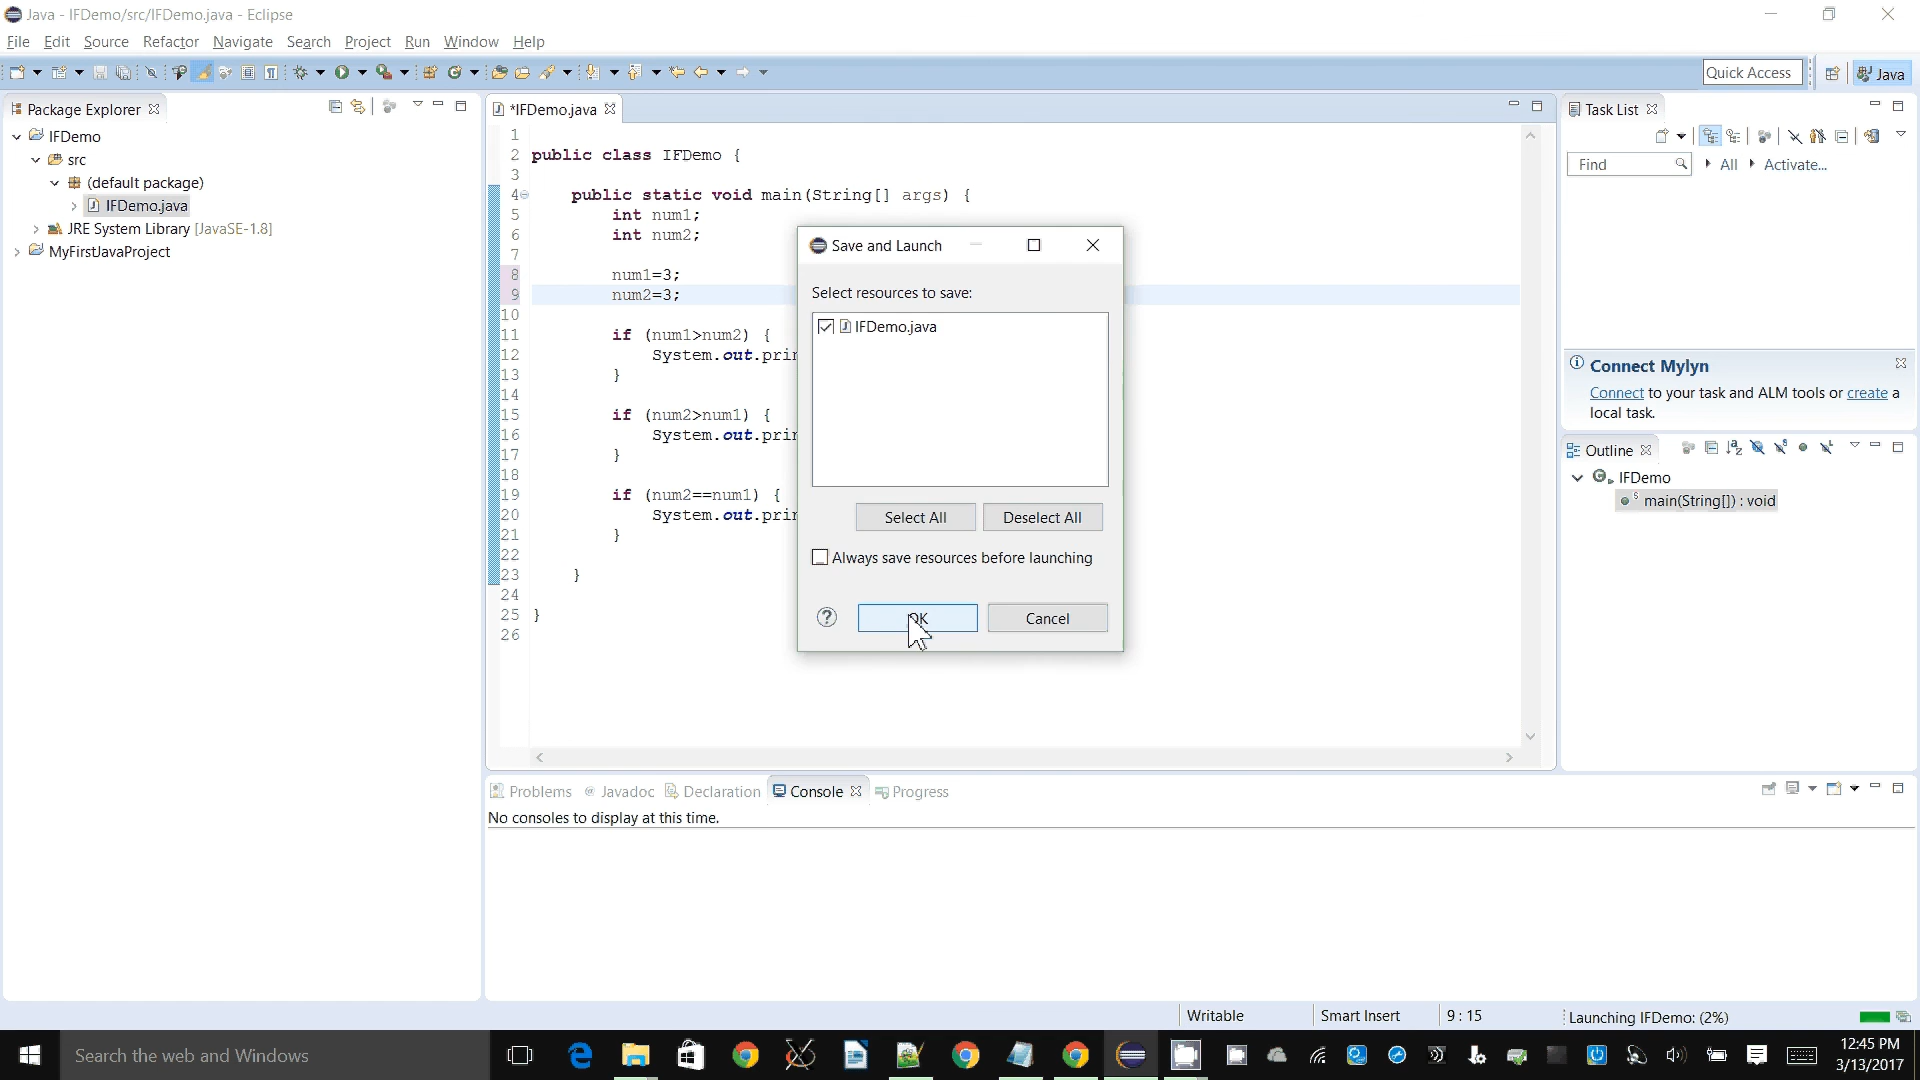 Java - IFDemo/src/IFDemo.java - Eclipse
File Edit Source Refactor Navigate Search Project Run Window Help
Quick Access
Java
Package Explorer
IFDemo
src
(default package)
IFDemo.java
JRE System Library [JavaSE-1.8]
MyFirstJavaProject
*IFDemo.java
1
2 public class IFDemo {
3
4 public static void main(String[] args) {
5 int num1;
6 int num2;
7
8 num1=3;
9 num2=3;
10
11 if (num1>num2) {
12 System.out.prin
13 }
14
15 if (num2>num1) {
16 System.out.prin
17 }
18
19 if (num2==num1) {
20 System.out.prin
21 }
22
23 }
24
25 }
26
Save and Launch
Select resources to save:
IFDemo.java
Select All Deselect All
Always save resources before launching
OK Cancel
Task List
Find All Activate...
Connect Mylyn
Connect to your task and ALM tools or create a
local task.
Outline
IFDemo
main(String[]) : void
Problems @ Javadoc Declaration Console Progress
No consoles to display at this time.
Writable Smart Insert 9 : 15 Launching IFDemo: (2%)
Search the web and Windows
12:45 PM
3/13/2017